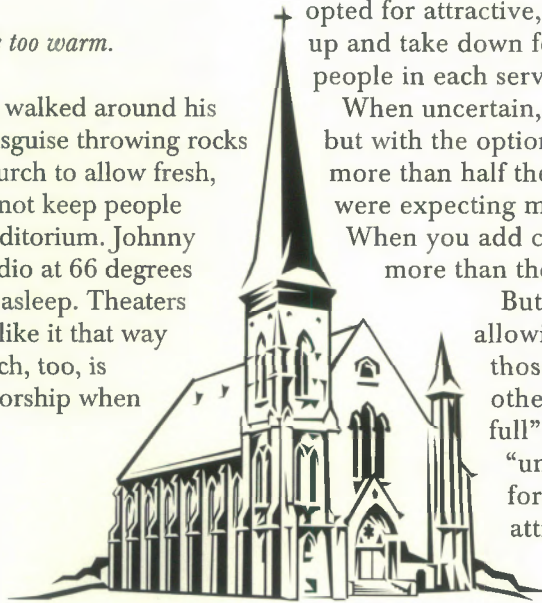 too warm.
walked around his
sguise throwing rocks
urch to allow fresh,
not keep people
ditorium. Johnny
dio at 66 degrees
asleep. Theaters
like it that way
ch, too, is
orship when
opted for attractive,
up and take down fo
people in each serv
When uncertain,
but with the option
more than half the
were expecting m
When you add c
more than the
But
allowi
thos
othe
full”
“un
for
att